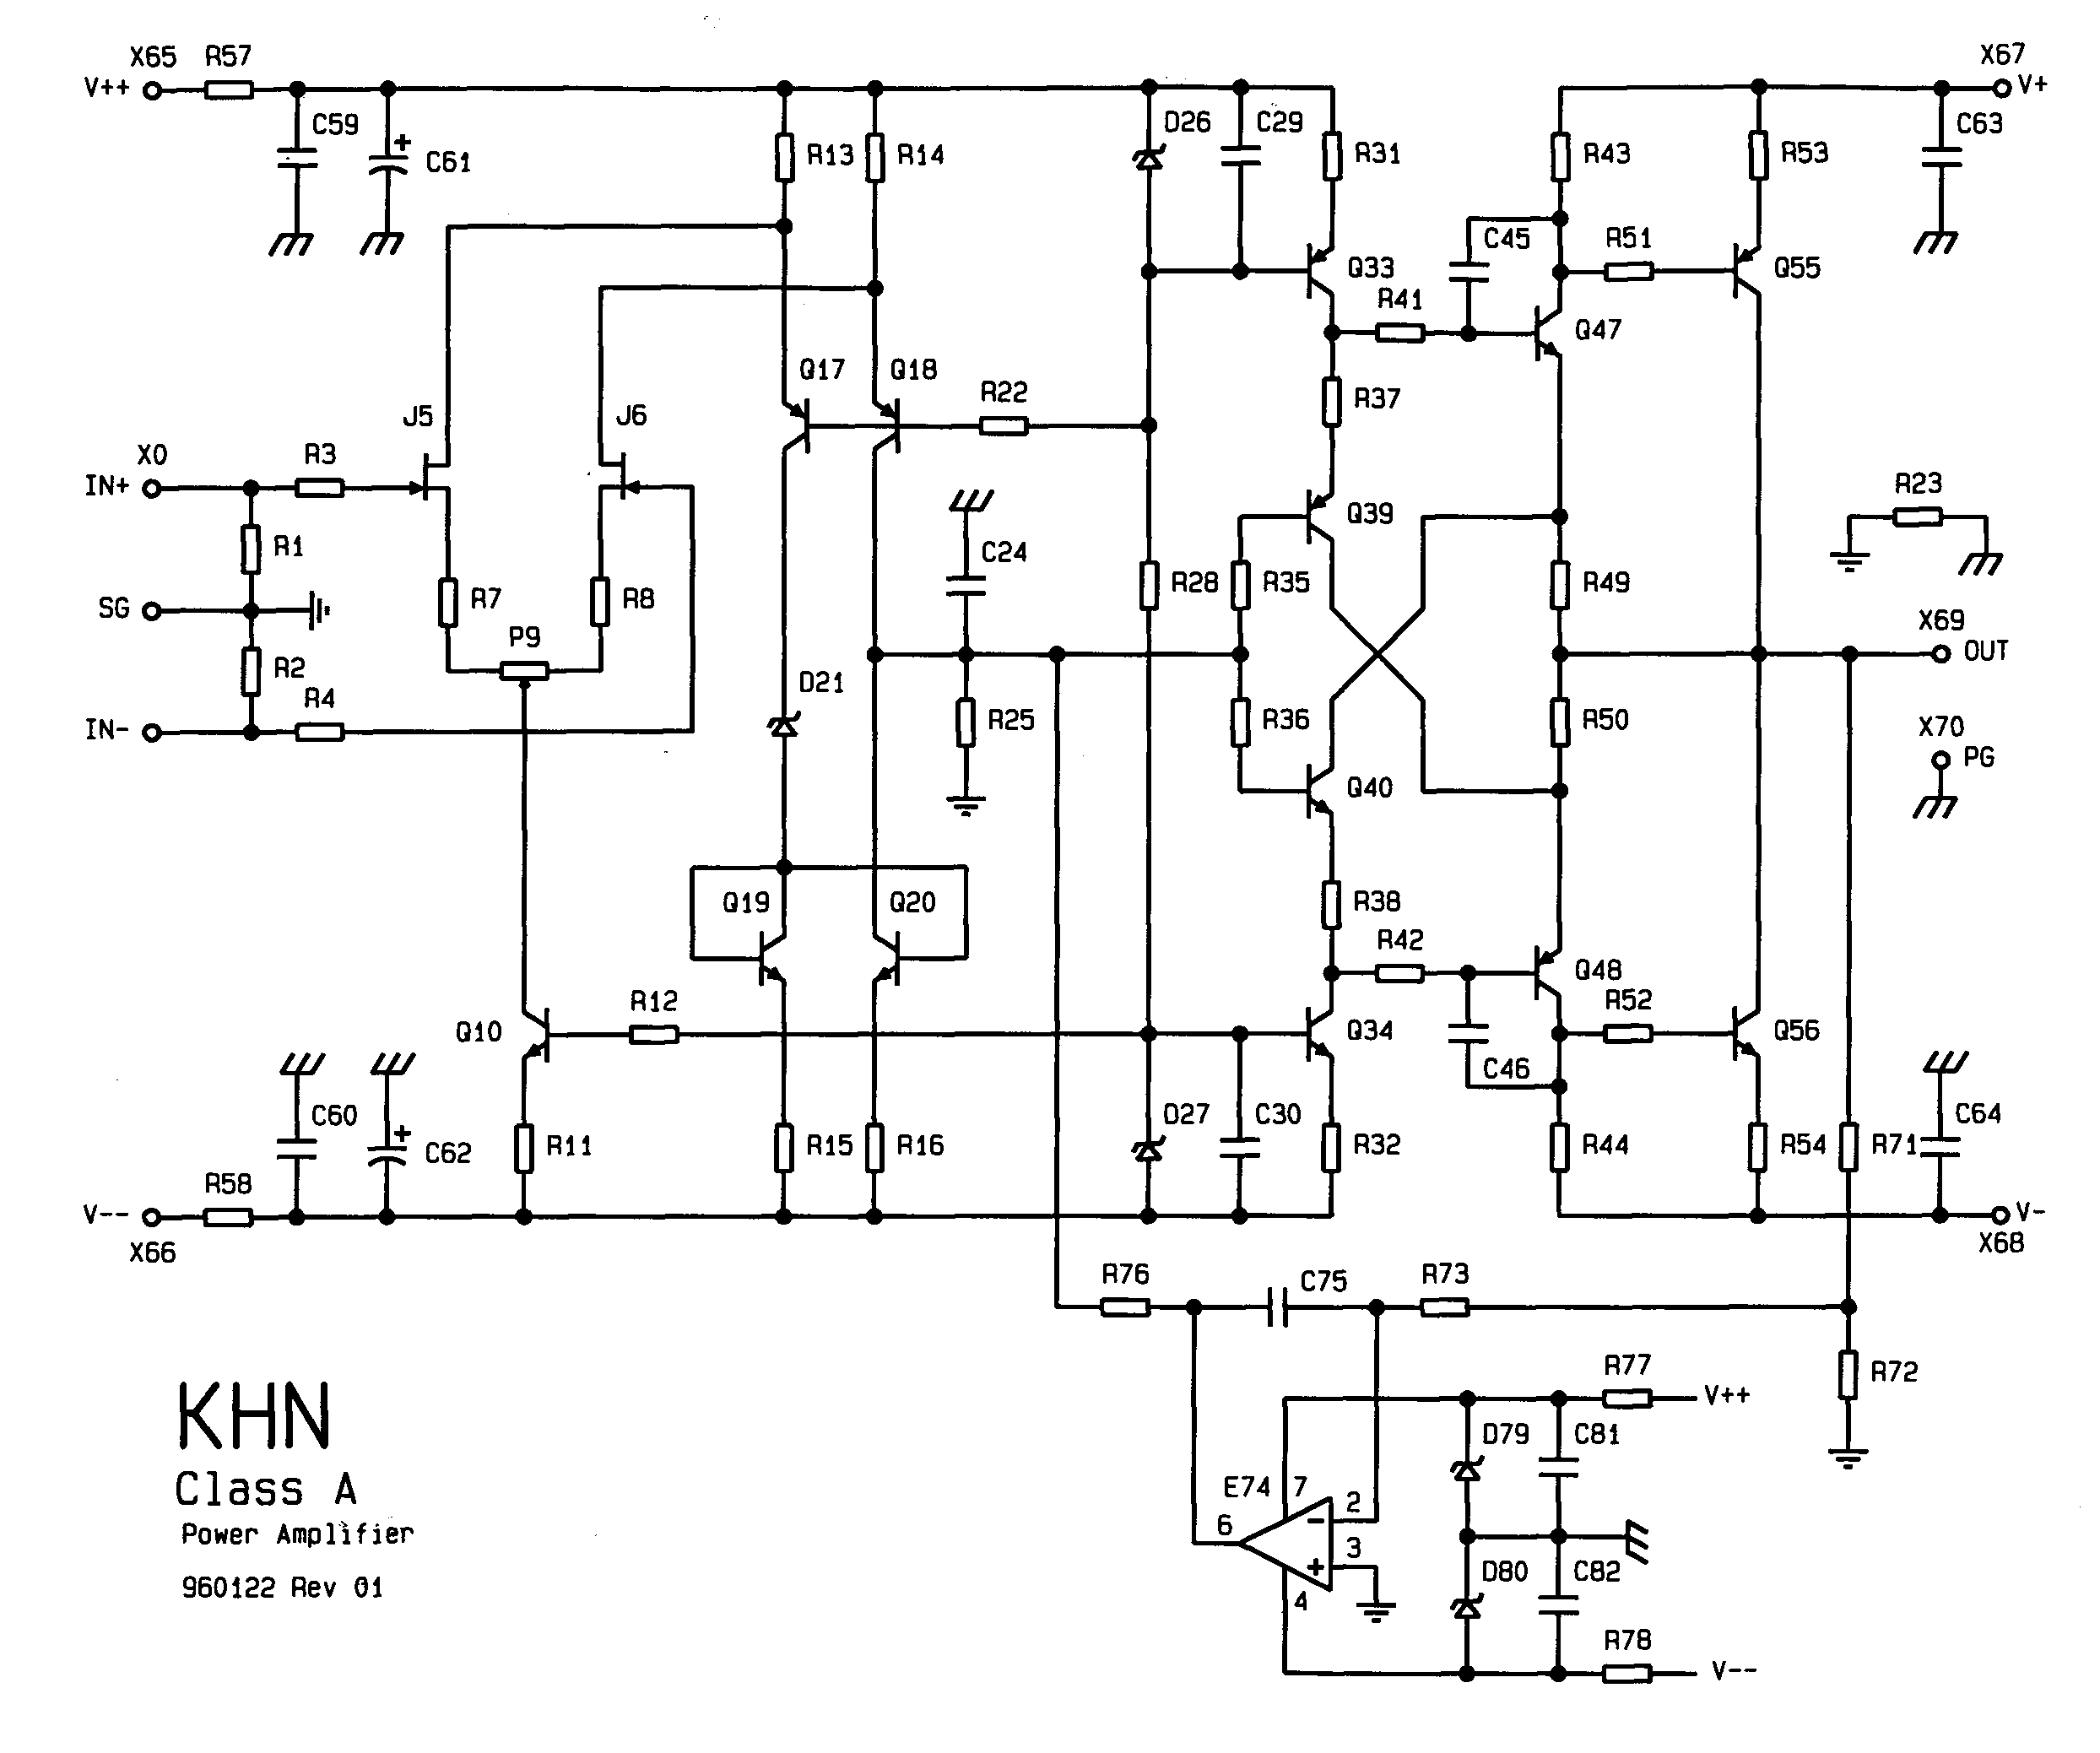 X65 R57
V++
X67
V+
C59
C61
R13
R14
D26
C29
R31
R43
R53
C63
C45
R51
Q33
Q55
R41
Q47
Q17
Q18
R22
R37
J5
J6
X0
R3
IN+
R23
Q39
R1
C24
R28
R35
R49
SG
R7
R8
P9
X69
OUT
R2
D21
R4
IN-
R25
R36
R50
X70
PG
Q40
Q19
Q20
R38
R42
Q48
R52
R12
Q10
Q34
Q56
C46
C60
C62
R11
R15
R16
D27
C30
R32
R44
R54
R71
C64
R58
V--
X66
V-
X68
R76
C75
R73
R77
V++
R72
KHN
Class A
Power Amplifier
960122 Rev 01
D79
C81
E74 7
2
6
3
4
D80
C82
R78
V--